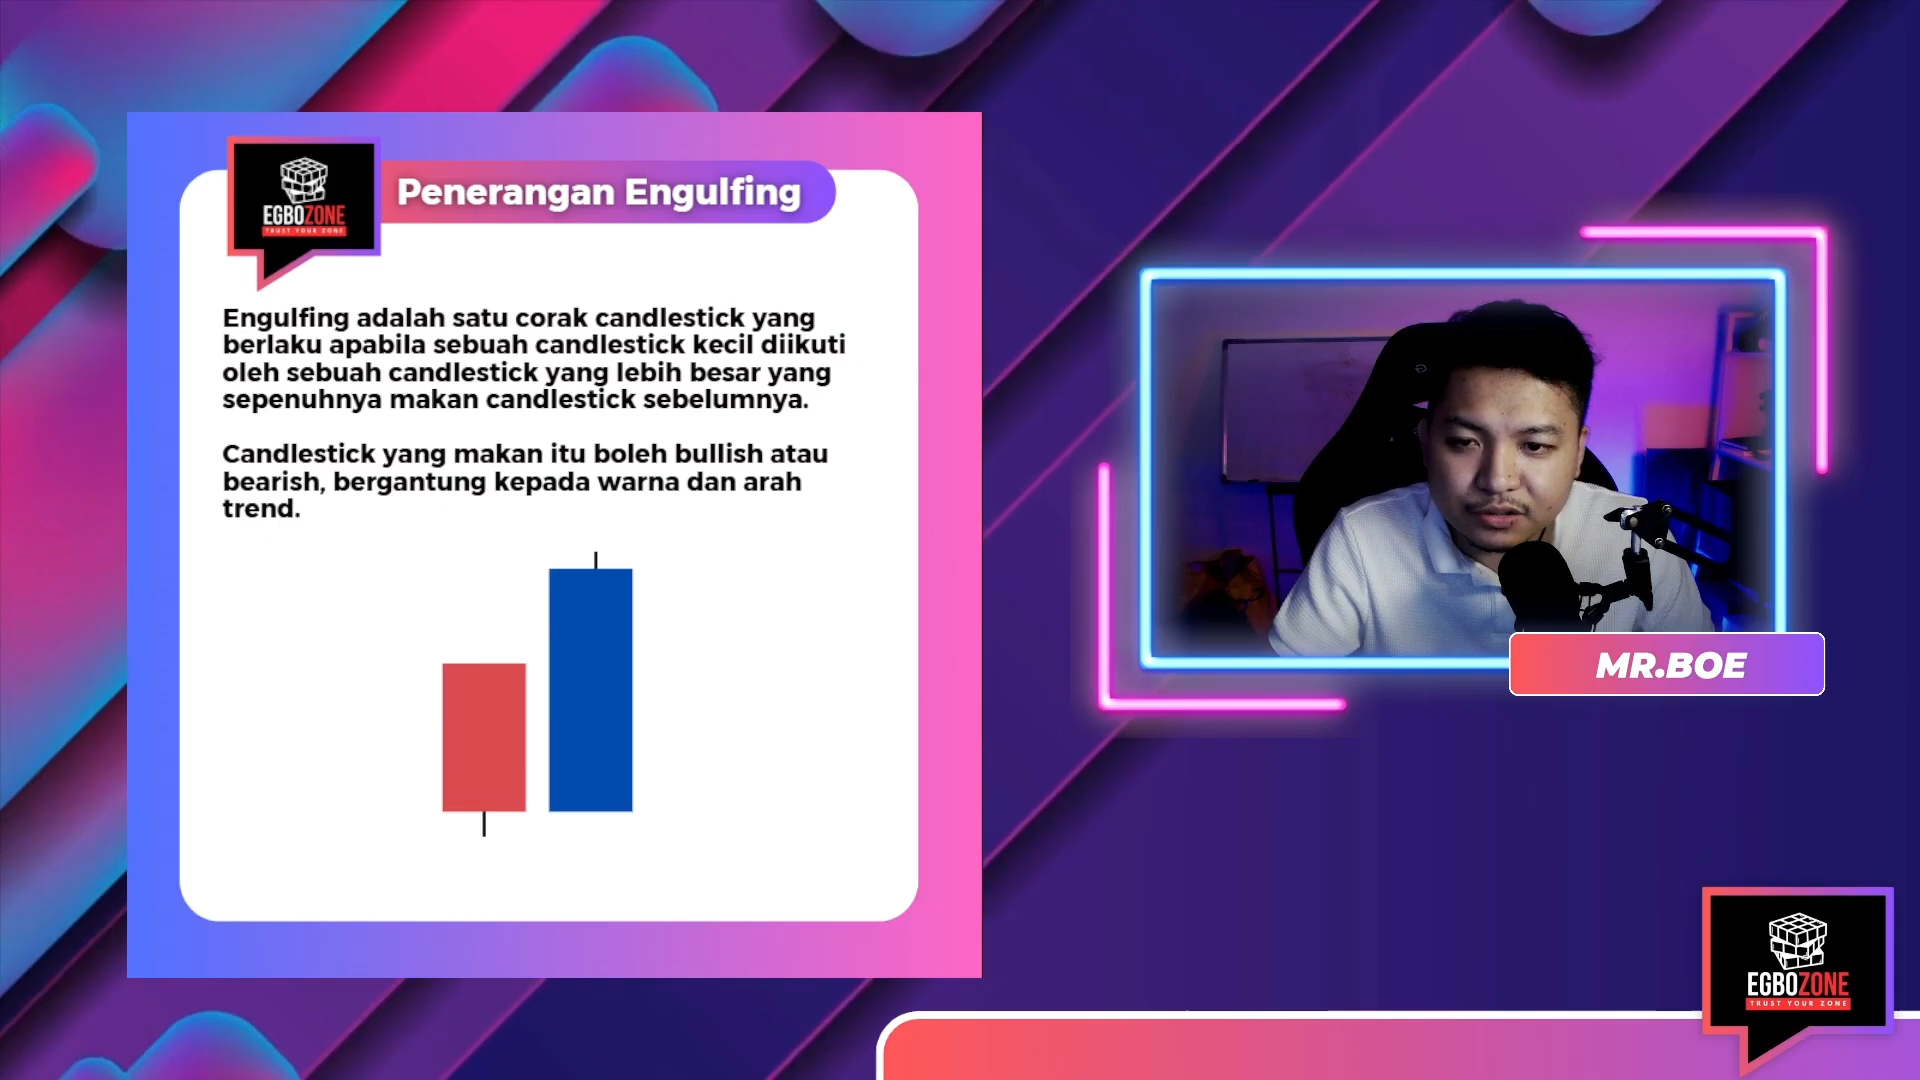 EGBOZONE
TRUST YOUR ZONE
Penerangan Engulfing
Engulfing adalah satu corak candlestick yang
berlaku apabila sebuah candlestick kecil diikuti
oleh sebuah candlestick yang lebih besar yang
sepenuhnya makan candlestick sebelumnya.
Candlestick yang makan itu boleh bullish atau
bearish, bergantung kepada warna dan arah
trend.
MR.BOE
EGBOZONE
TRUST YOUR ZONE